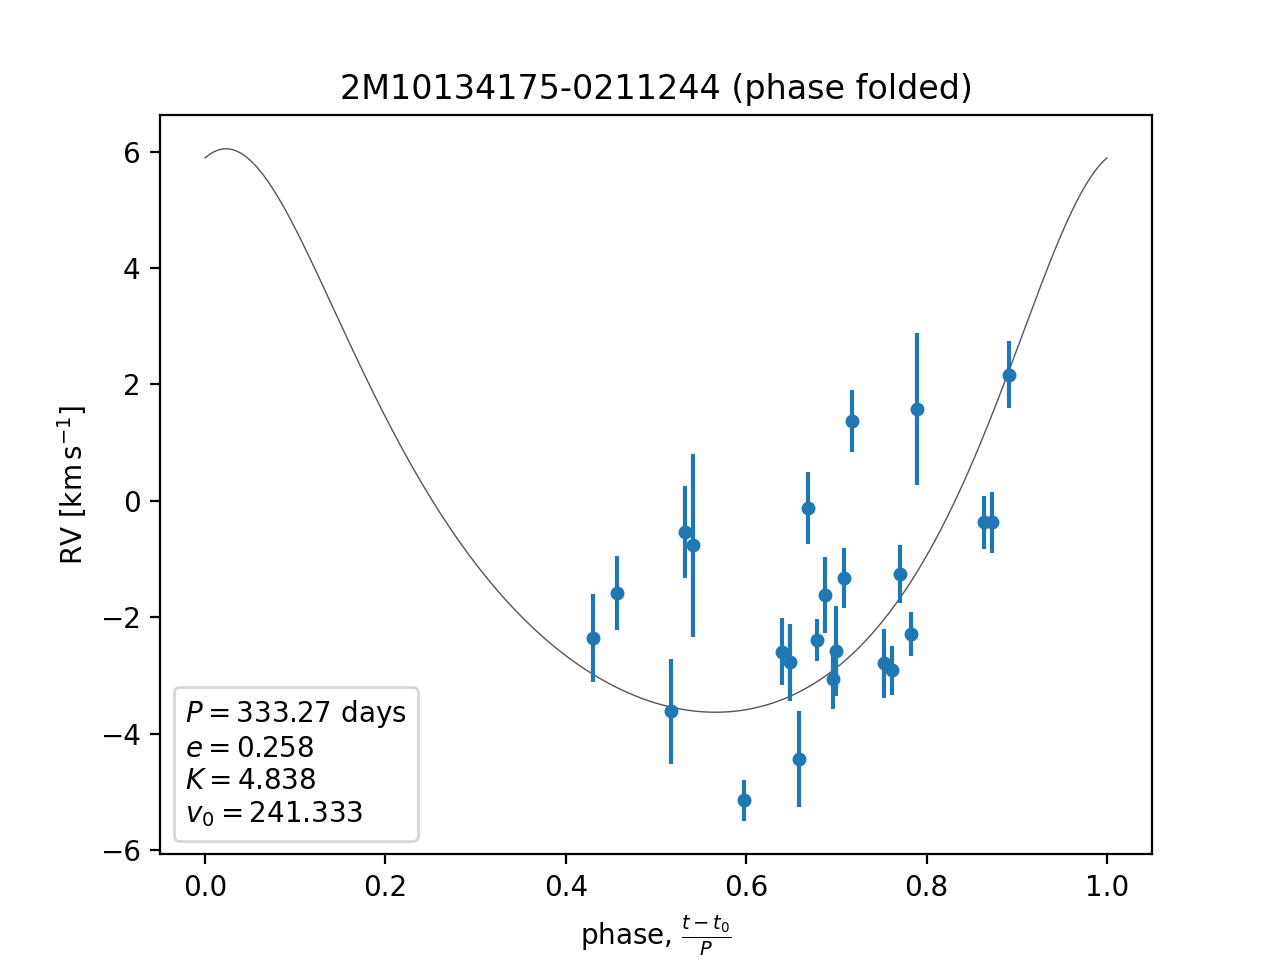 2M10134175-0211244 (phase folded)
RV [km s⁻¹]
6
4
2
0
−2
−4
−6
P = 333.27 days
e = 0.258
K = 4.838
v₀ = 241.333
0.0 0.2 0.4 0.6 0.8 1.0
phase, (t − t₀)/P